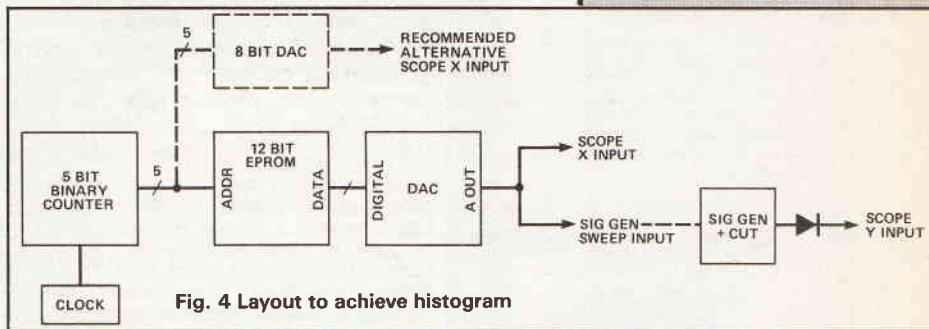 5
8 BIT DAC
RECOMMENDED
ALTERNATIVE
SCOPE X INPUT
5 BIT
BINARY
COUNTER
5
12 BIT
EPROM
ADDR
DATA
DIGITAL
DAC
A OUT
SCOPE
X INPUT
SIG GEN
SWEEP INPUT
SIG GEN
+ CUT
SCOPE
Y INPUT
CLOCK
Fig. 4 Layout to achieve histogram